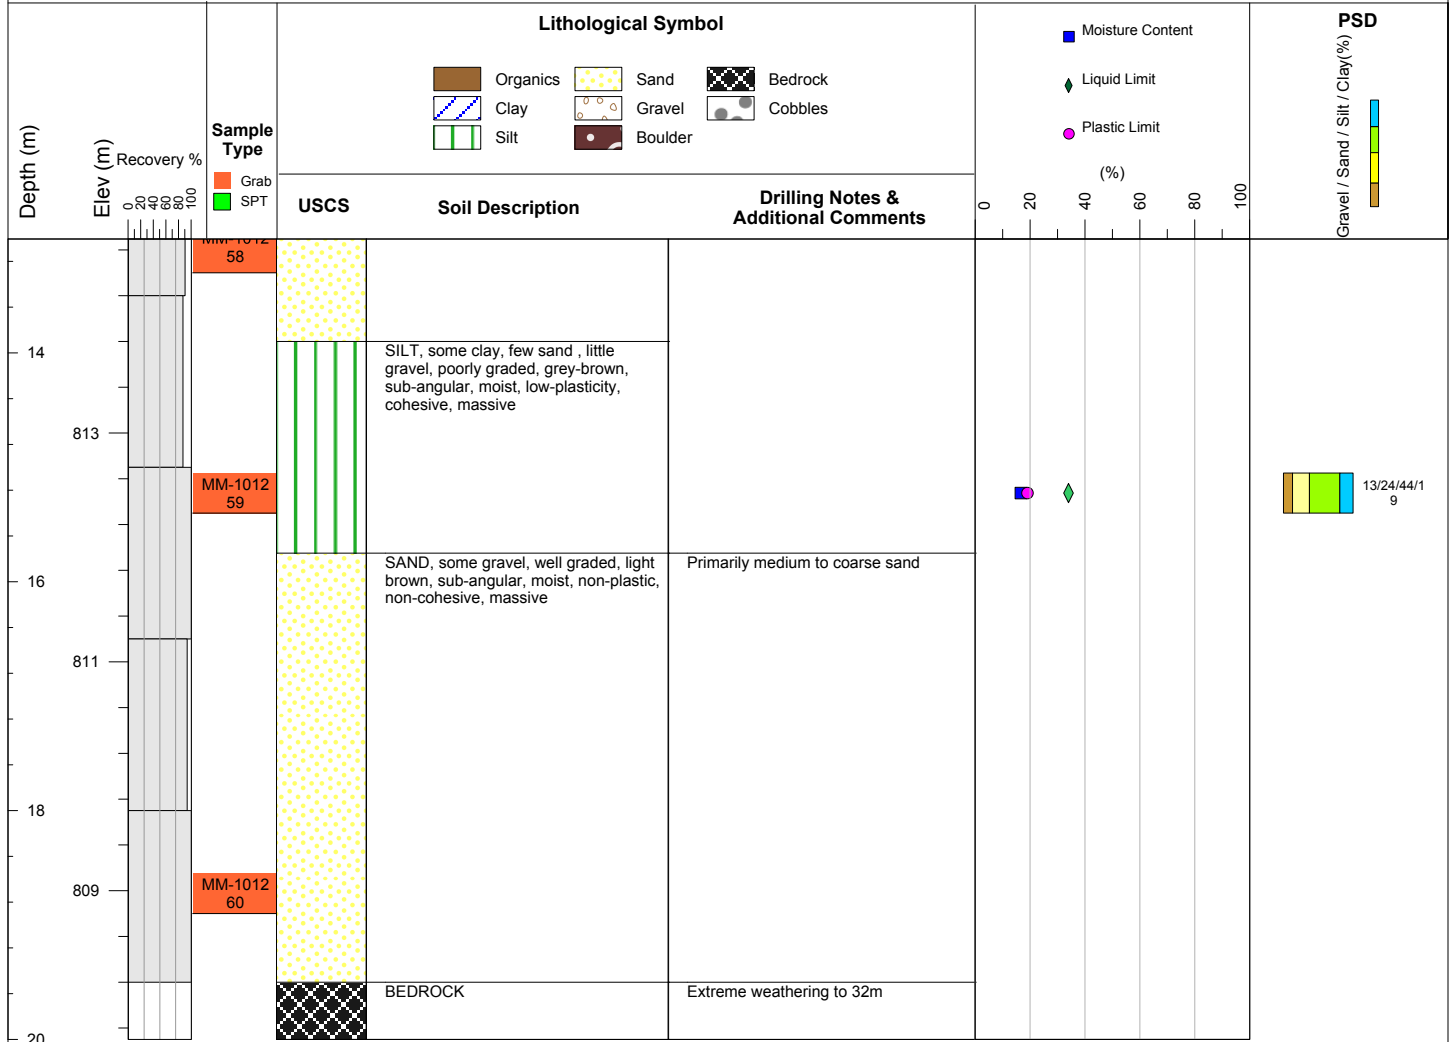 Lithological Symbol
Organics
Sand
Bedrock
Clay
Gravel
Cobbles
Silt
Boulder
Moisture Content
Liquid Limit
Plastic Limit
(%)
0 20 40 60 80 100
PSD
Gravel / Sand / Silt / Clay(%)
Depth (m)
Elev (m)
Recovery %
0 20 40 60 80 100
Sample
Type
Grab
SPT
USCS
Soil Description
Drilling Notes &
Additional Comments
MM-1012
58
14
SILT, some clay, few sand , little
gravel, poorly graded, grey-brown,
sub-angular, moist, low-plasticity,
cohesive, massive
813
MM-1012
59
13/24/44/1
9
16
SAND, some gravel, well graded, light
brown, sub-angular, moist, non-plastic,
non-cohesive, massive
Primarily medium to coarse sand
811
18
809
MM-1012
60
BEDROCK
Extreme weathering to 32m
20